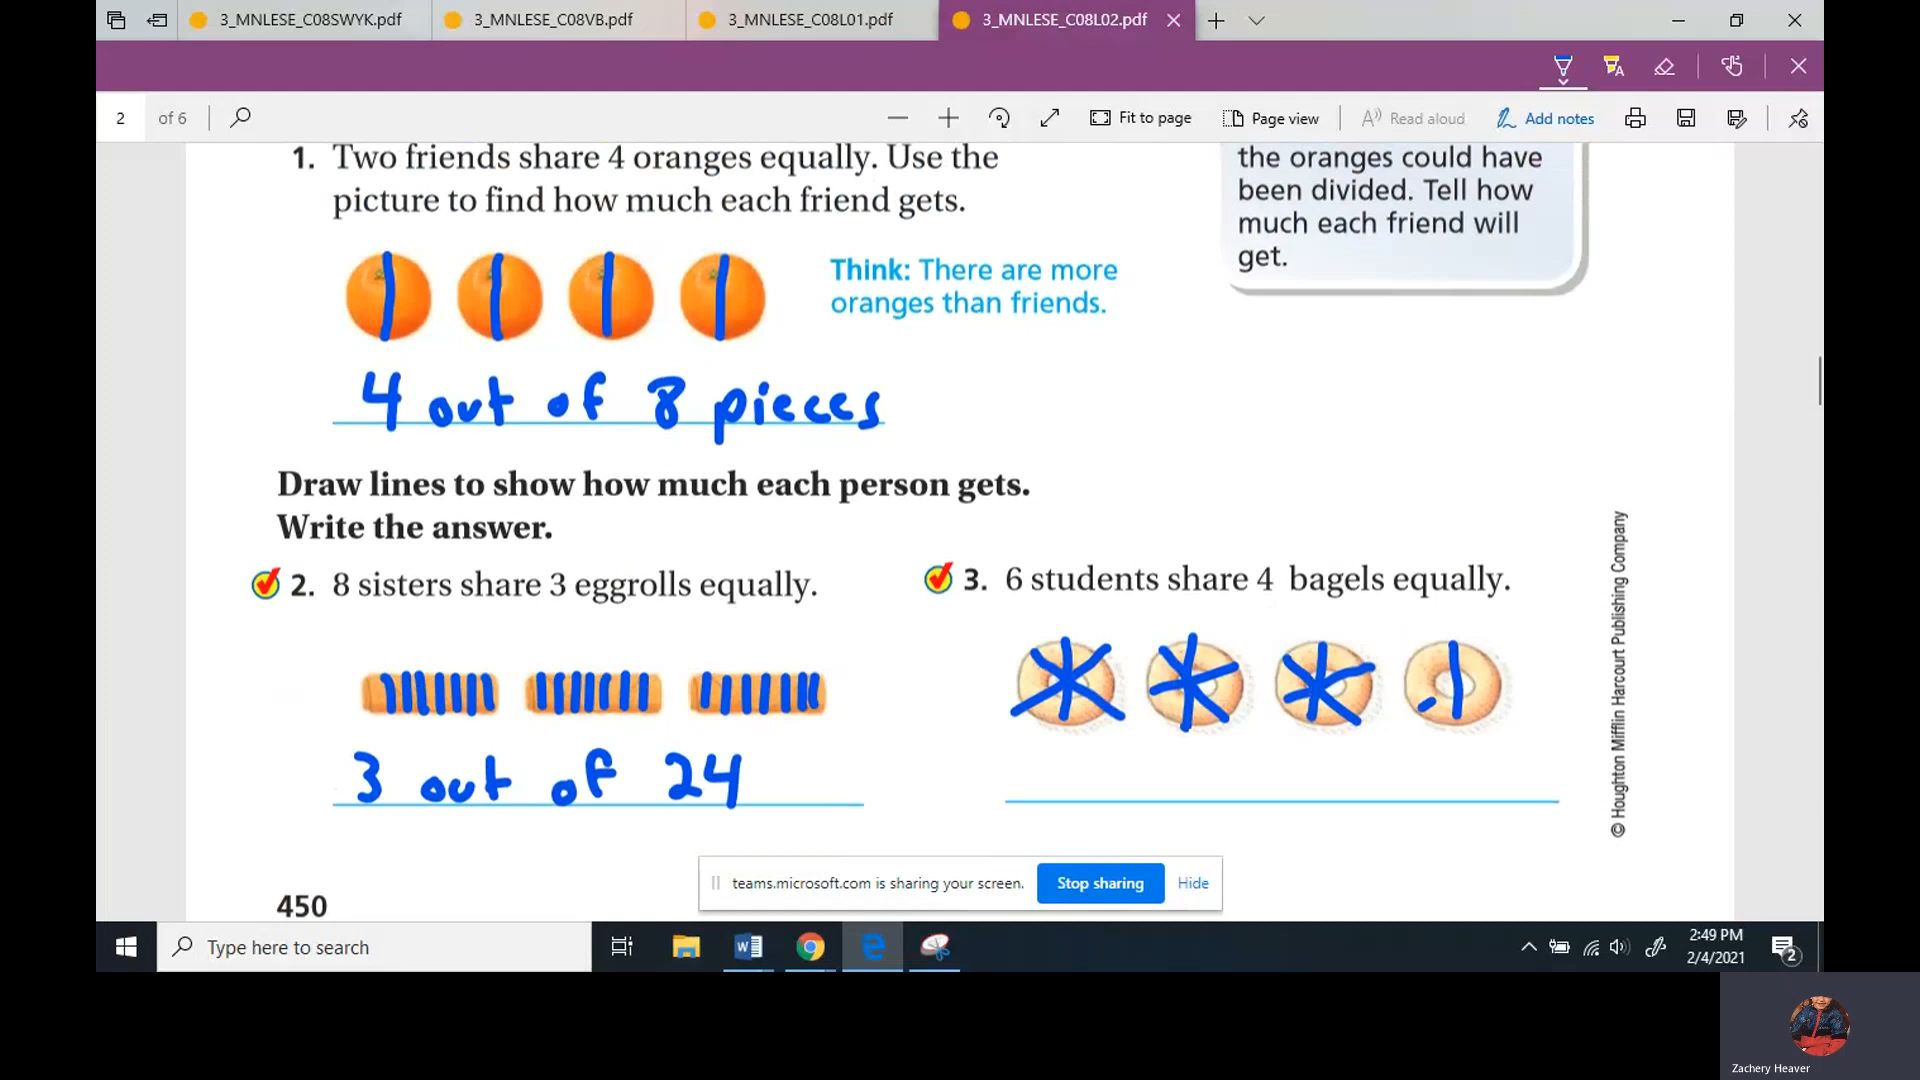 3_MNLESE_C08SWYK.pdf
3_MNLESE_C08VB.pdf
3_MNLESE_C08L01.pdf
3_MNLESE_C08L02.pdf
2 of 6
Fit to page
Page view
Read aloud
Add notes
1. Two friends share 4 oranges equally. Use the
picture to find how much each friend gets.
the oranges could have
been divided. Tell how
much each friend will
get.
Think: There are more
oranges than friends.
4 out of 8 pieces
Draw lines to show how much each person gets.
Write the answer.
2. 8 sisters share 3 eggrolls equally.
3 out of 24
3. 6 students share 4 bagels equally.
© Houghton Mifflin Harcourt Publishing Company
450
teams.microsoft.com is sharing your screen.
Stop sharing
Hide
Type here to search
2:49 PM
2/4/2021
2
Zachery Heaver